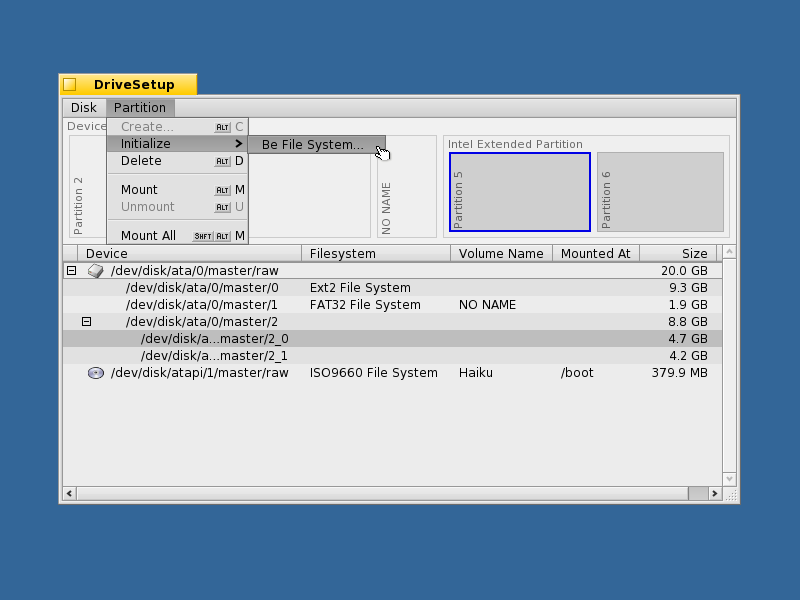 DriveSetup
Disk Partition
Device
Create... ALT C
Initialize
Be File System...
Delete ALT D
Mount ALT M
Unmount ALT U
Mount All SHFT ALT M
Partition 2
NO NAME
Intel Extended Partition
Partition 5
Partition 6
Device Filesystem Volume Name Mounted At Size
/dev/disk/ata/0/master/raw 20.0 GB
/dev/disk/ata/0/master/0 Ext2 File System 9.3 GB
/dev/disk/ata/0/master/1 FAT32 File System NO NAME 1.9 GB
/dev/disk/ata/0/master/2 8.8 GB
/dev/disk/a...master/2_0 4.7 GB
/dev/disk/a...master/2_1 4.2 GB
/dev/disk/atapi/1/master/raw ISO9660 File System Haiku /boot 379.9 MB